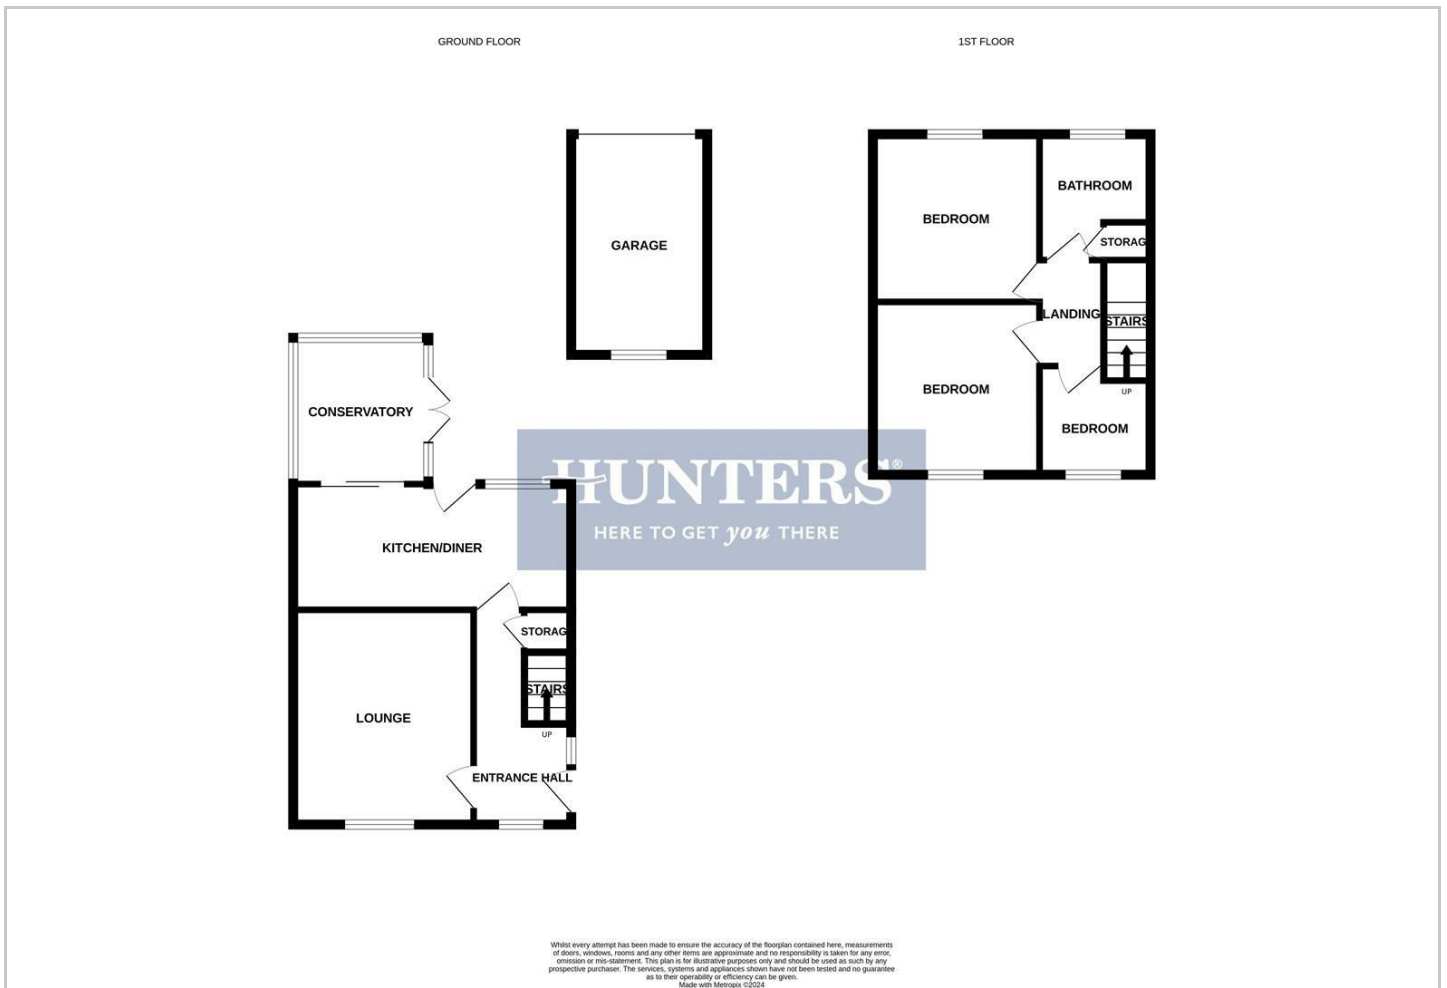 GROUND FLOOR
1ST FLOOR
GARAGE
BEDROOM
BATHROOM
STORAG
LANDING
STAIRS
UP
BEDROOM
BEDROOM
CONSERVATORY
HUNTERS®
HERE TO GET you THERE
KITCHEN/DINER
STORAG
STAIRS
UP
LOUNGE
ENTRANCE HALL
Whilst every attempt has been made to ensure the accuracy of the floorplan contained here, measurements
of doors, windows, rooms and any other items are approximate and no responsibility is taken for any error,
omission or mis-statement. This plan is for illustrative purposes only and should be used as such by any
prospective purchaser. The services, systems and appliances shown have not been tested and no guarantee
as to their operability or efficiency can be given.
Made with Metropix ©2024